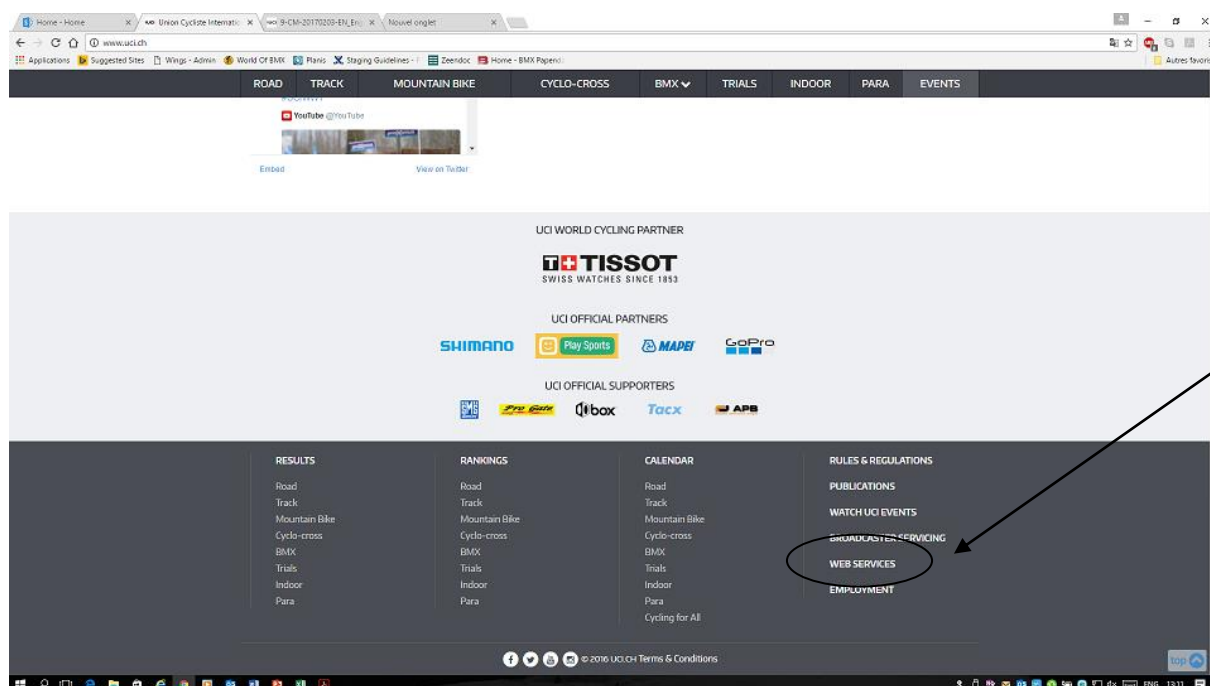 Home - Home Union Cycliste Internatio 9-CM-20170203-EN_Eng Nouvel onglet
www.uci.ch
Applications Suggested Sites Wings - Admin World Of BMX Planis Staging Guidelines - Zeendoc Home - BMX Papend Autres favoris
ROAD TRACK MOUNTAIN BIKE CYCLO-CROSS BMX TRIALS INDOOR PARA EVENTS
YouTube @YouTube
Embed View on Twitter
UCI WORLD CYCLING PARTNER
TISSOT
SWISS WATCHES SINCE 1853
UCI OFFICIAL PARTNERS
SHIMANO Play Sports MAPEI GoPro
UCI OFFICIAL SUPPORTERS
SMS Pro Gate box Tacx APB
RESULTS RANKINGS CALENDAR RULES & REGULATIONS
Road Road Road PUBLICATIONS
Track Track Track
Mountain Bike Mountain Bike Mountain Bike WATCH UCI EVENTS
Cyclo-cross Cyclo-cross Cyclo-cross BROADCASTER SERVICING
BMX BMX BMX
Trials Trials Trials WEB SERVICES
Indoor Indoor Indoor EMPLOYMENT
Para Para Para
Cycling for All
© 2016 UCI.CH Terms & Conditions
top
ENG 13:11